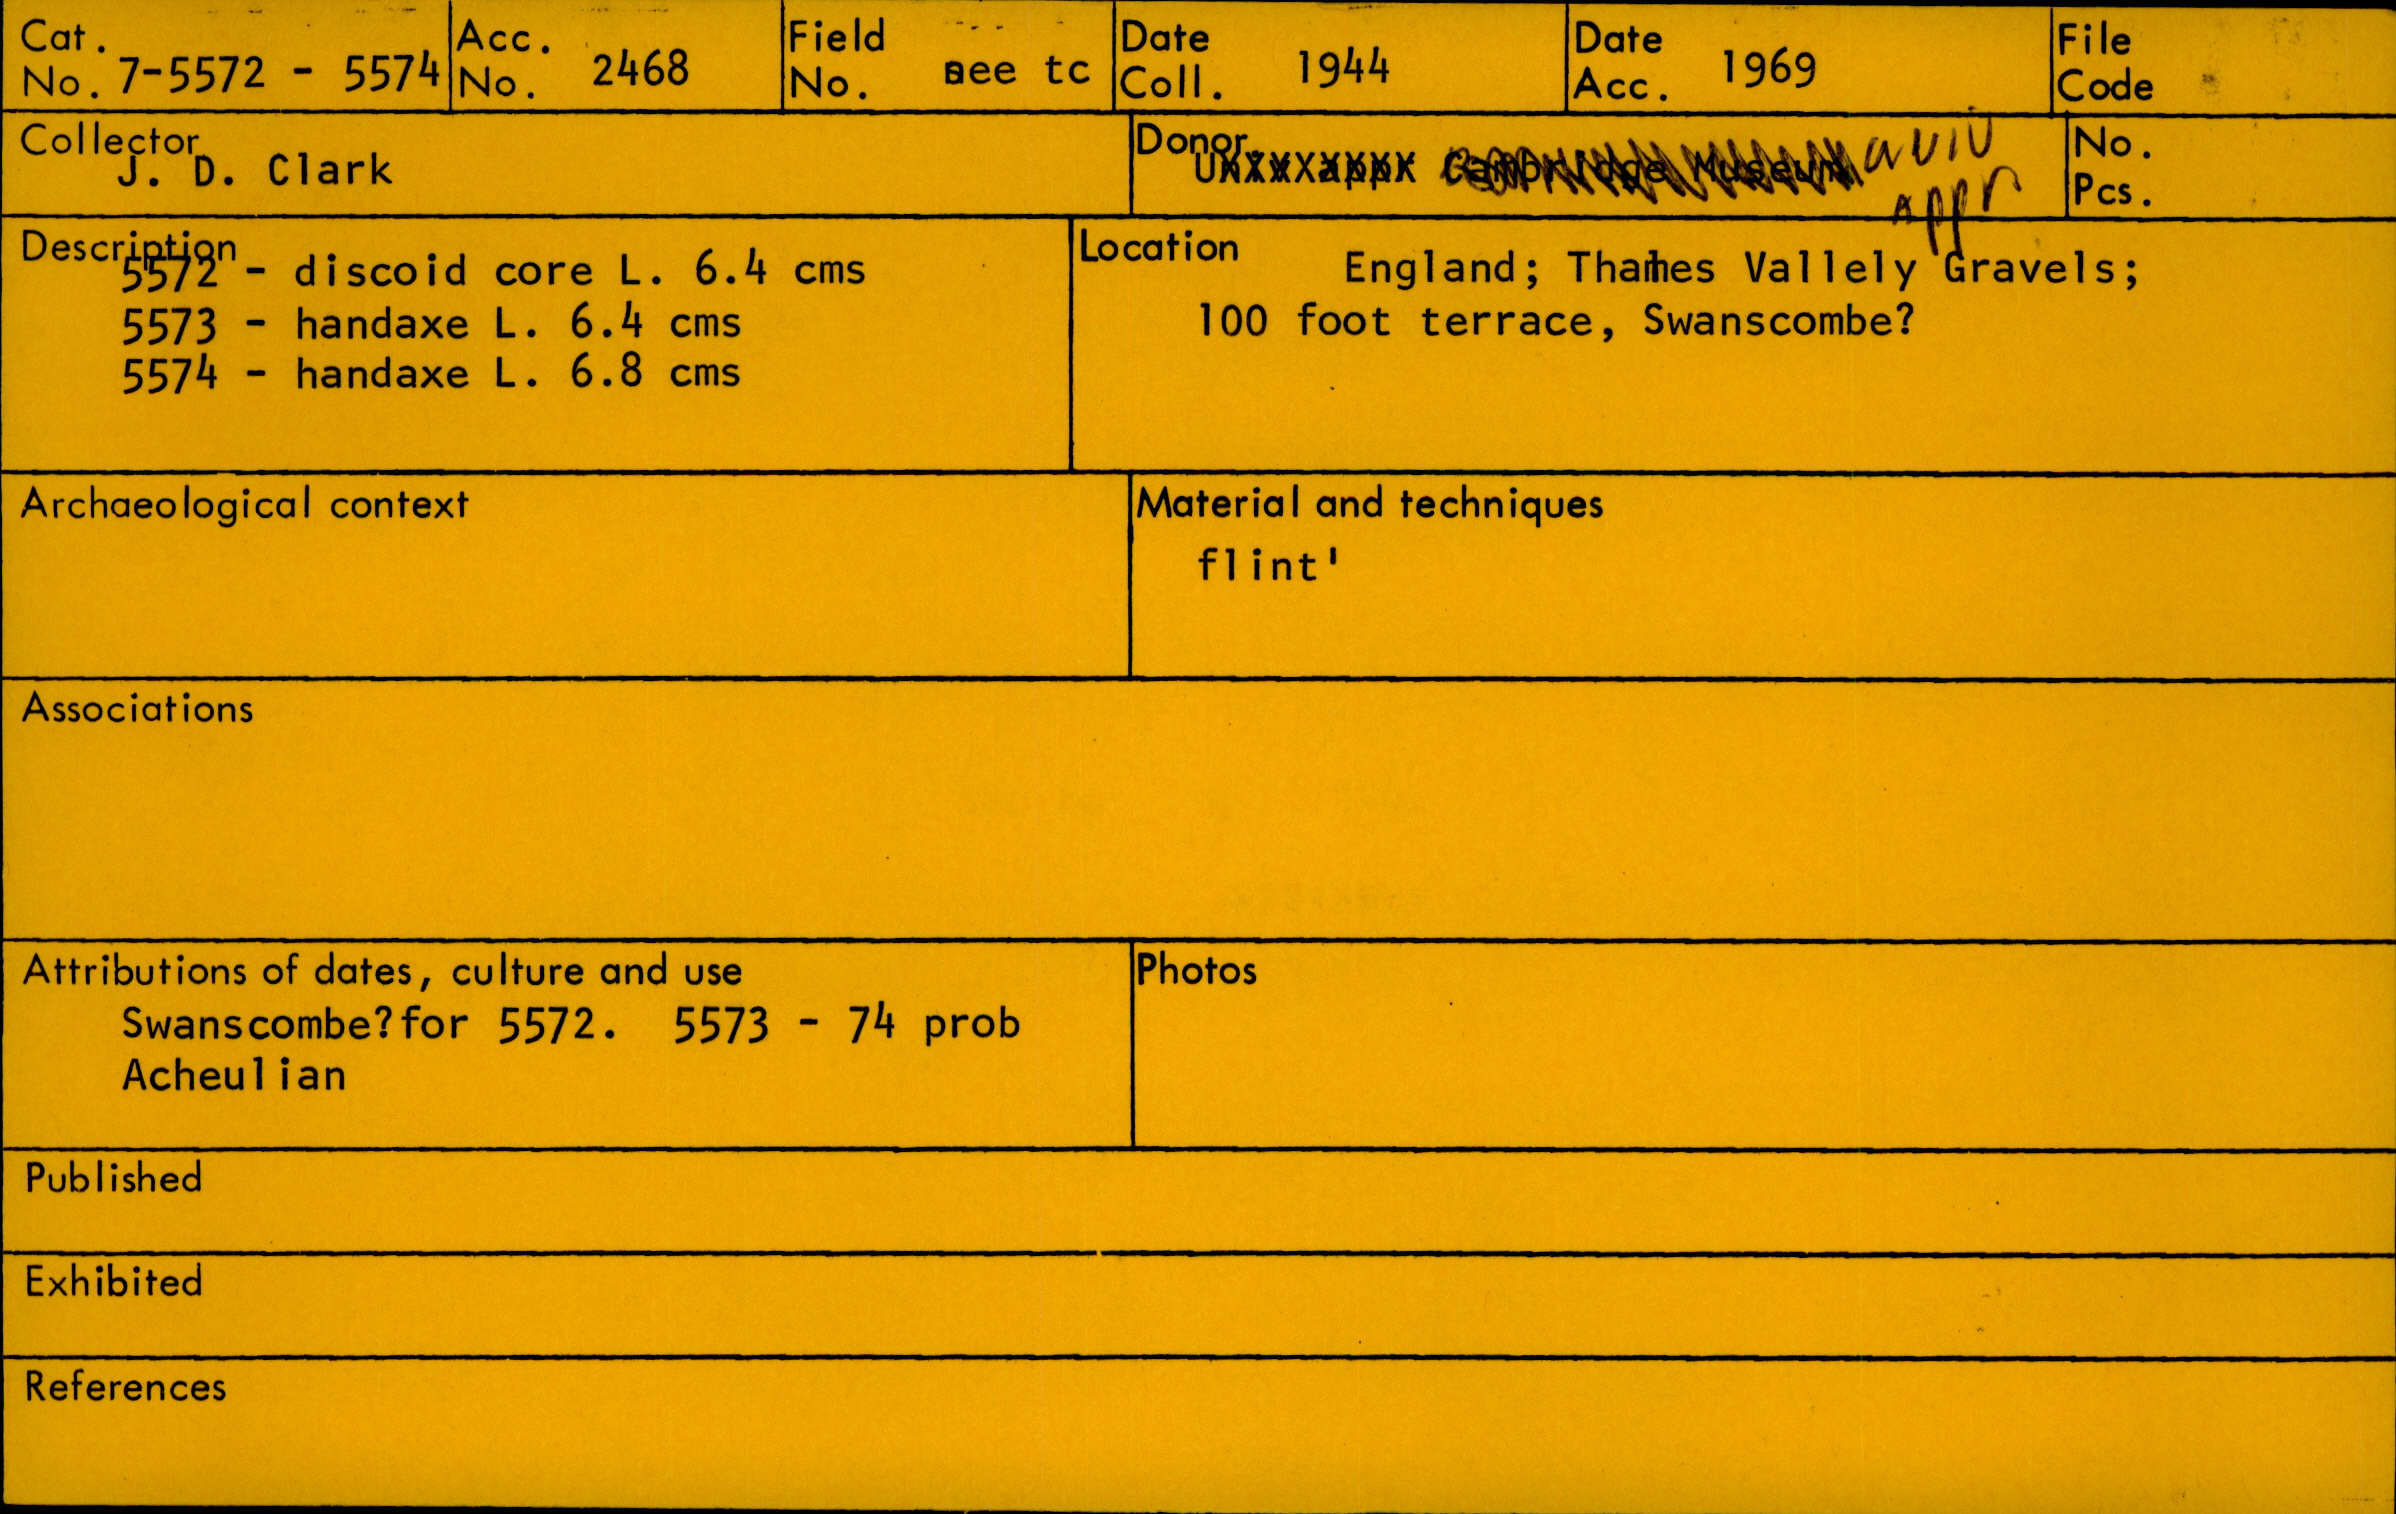 Cat. No. 7-5572 - 5574
Acc. No. 2468
Field No. see tc
Date Coll. 1944
Date Acc. 1969
File Code
Collector
J. D. Clark
Donor
Cambridge Museum
appr
No. Pcs.
Description
5572 - discoid core L. 6.4 cms
5573 - handaxe L. 6.4 cms
5574 - handaxe L. 6.8 cms
Location
England; Thames Vallely Gravels;
100 foot terrace, Swanscombe?
Archaeological context
Material and techniques
flint'
Associations
Attributions of dates, culture and use
Swanscombe?for 5572. 5573 - 74 prob
Acheulian
Photos
Published
Exhibited
References